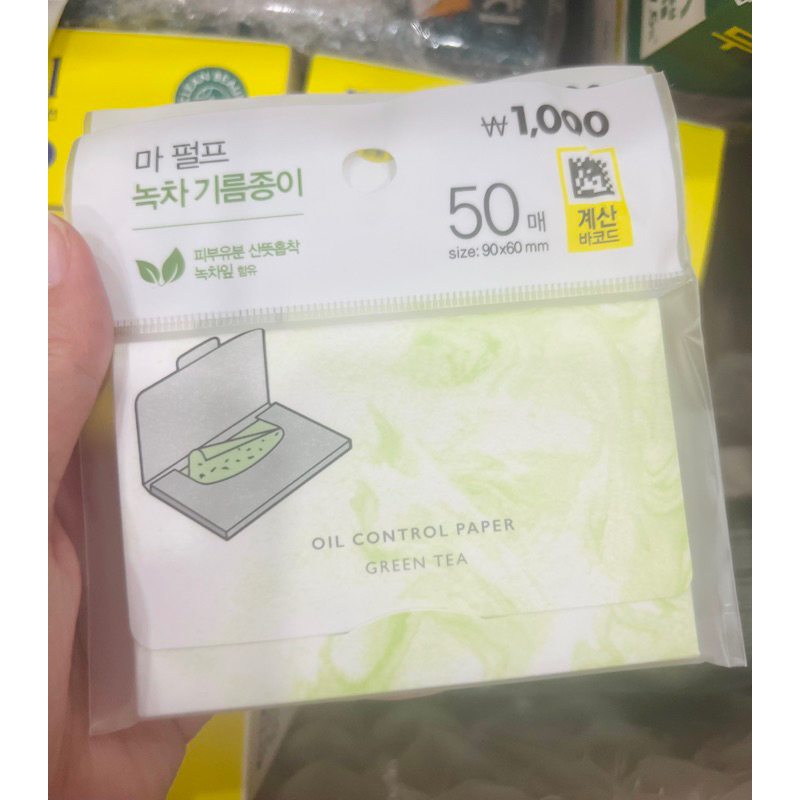 ₩1,000
마 펄프
녹차 기름종이
50매
size: 90x60 mm
계산
바코드
피부유분 산뜻흡착
녹차잎 함유
OIL CONTROL PAPER
GREEN TEA